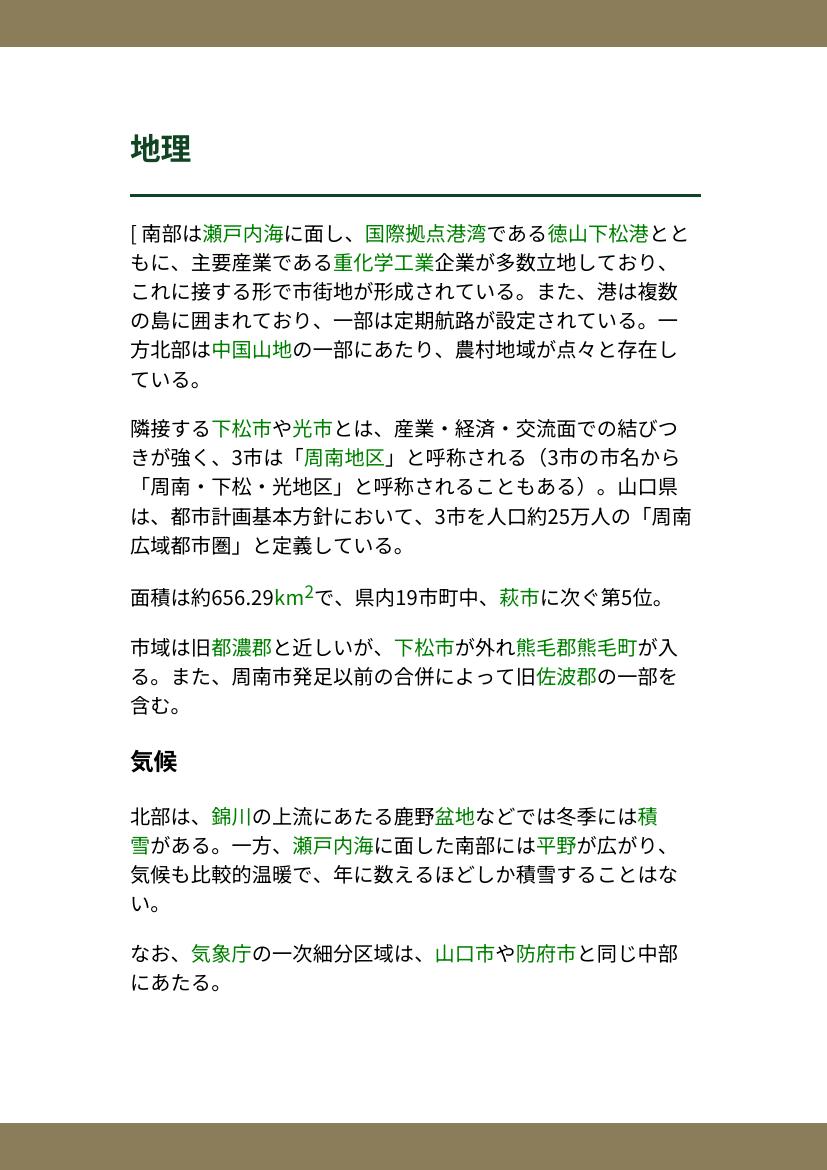 地理
[ 南部は瀬戸内海に面し、国際拠点港湾である徳山下松港とと
もに、主要産業である重化学工業企業が多数立地しており、
これに接する形で市街地が形成されている。また、港は複数
の島に囲まれており、一部は定期航路が設定されている。一
方北部は中国山地の一部にあたり、農村地域が点々と存在し
ている。
隣接する下松市や光市とは、産業・経済・交流面での結びつ
きが強く、3市は「周南地区」と呼称される（3市の市名から
「周南・下松・光地区」と呼称されることもある）。山口県
は、都市計画基本方針において、3市を人口約25万人の「周南
広域都市圏」と定義している。
面積は約656.29km2で、県内19市町中、萩市に次ぐ第5位。
市域は旧都濃郡と近しいが、下松市が外れ熊毛郡熊毛町が入
る。また、周南市発足以前の合併によって旧佐波郡の一部を
含む。
気候
北部は、錦川の上流にあたる鹿野盆地などでは冬季には積
雪がある。一方、瀬戸内海に面した南部には平野が広がり、
気候も比較的温暖で、年に数えるほどしか積雪することはな
い。
なお、気象庁の一次細分区域は、山口市や防府市と同じ中部
にあたる。